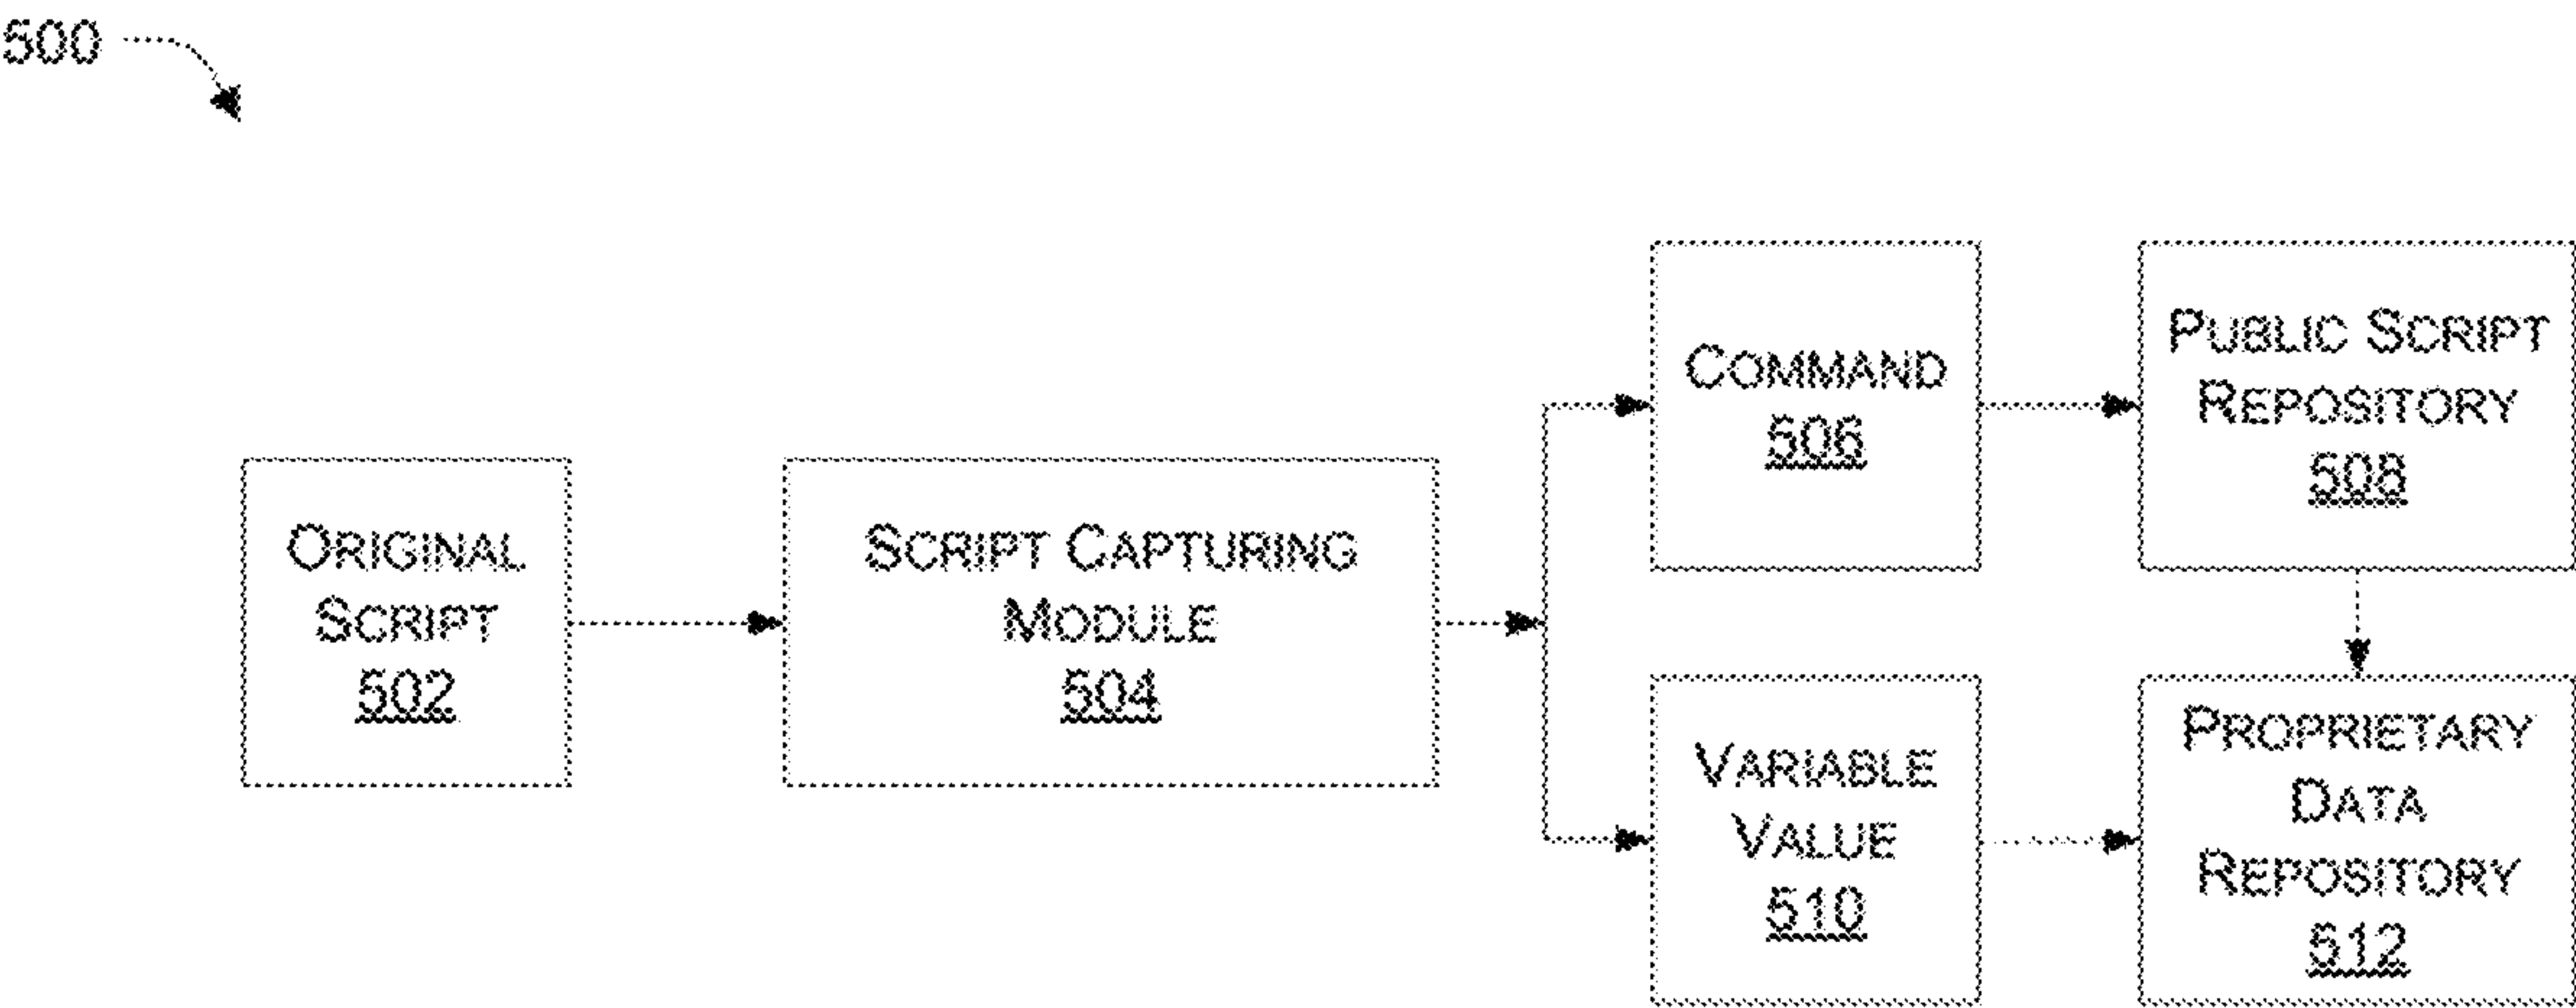 500
ORIGINAL
SCRIPT
502
SCRIPT CAPTURING
MODULE
504
COMMAND
506
PUBLIC SCRIPT
REPOSITORY
508
VARIABLE
VALUE
510
PROPRIETARY
DATA
REPOSITORY
512